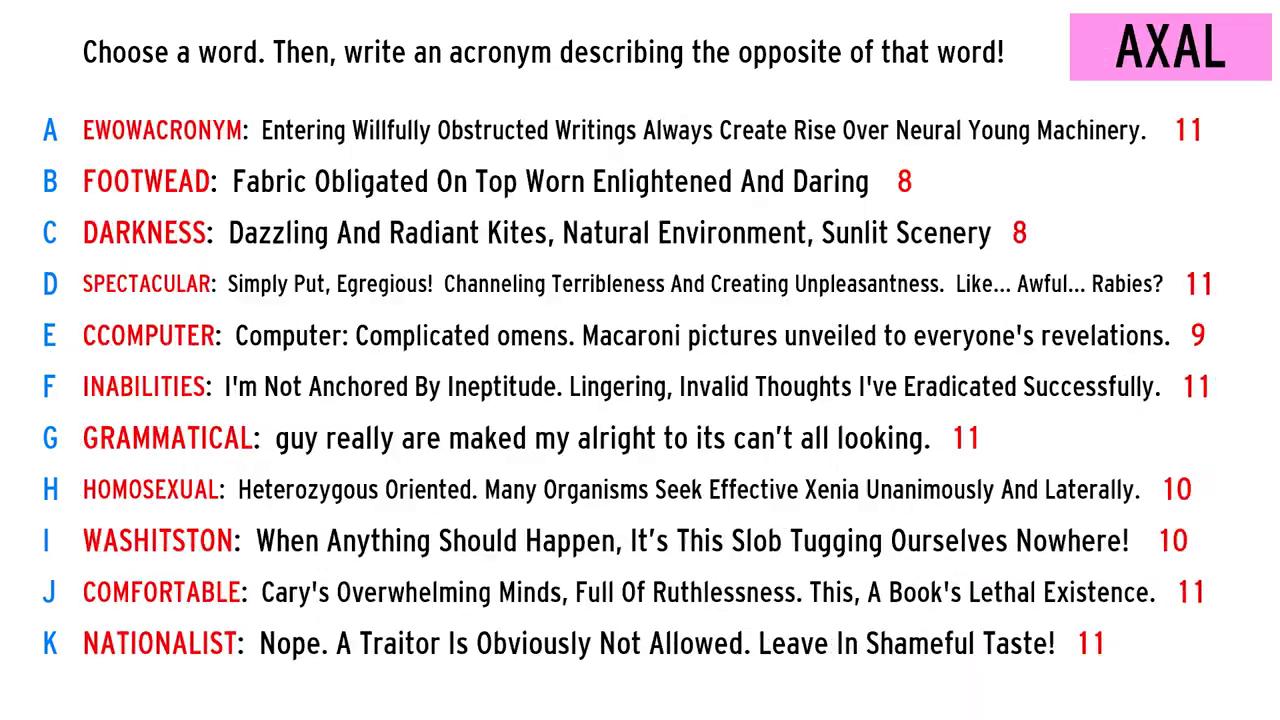 Choose a word. Then, write an acronym describing the opposite of that word!
AXAL
A EWOWACRONYM: Entering Willfully Obstructed Writings Always Create Rise Over Neural Young Machinery. 11
B FOOTWEAD: Fabric Obligated On Top Worn Enlightened And Daring 8
C DARKNESS: Dazzling And Radiant Kites, Natural Environment, Sunlit Scenery 8
D SPECTACULAR: Simply Put, Egregious! Channeling Terribleness And Creating Unpleasantness. Like... Awful... Rabies? 11
E CCOMPUTER: Computer: Complicated omens. Macaroni pictures unveiled to everyone's revelations. 9
F INABILITIES: I'm Not Anchored By Ineptitude. Lingering, Invalid Thoughts I've Eradicated Successfully. 11
G GRAMMATICAL: guy really are maked my alright to its can’t all looking. 11
H HOMOSEXUAL: Heterozygous Oriented. Many Organisms Seek Effective Xenia Unanimously And Laterally. 10
I WASHITSTON: When Anything Should Happen, It’s This Slob Tugging Ourselves Nowhere! 10
J COMFORTABLE: Cary's Overwhelming Minds, Full Of Ruthlessness. This, A Book's Lethal Existence. 11
K NATIONALIST: Nope. A Traitor Is Obviously Not Allowed. Leave In Shameful Taste! 11